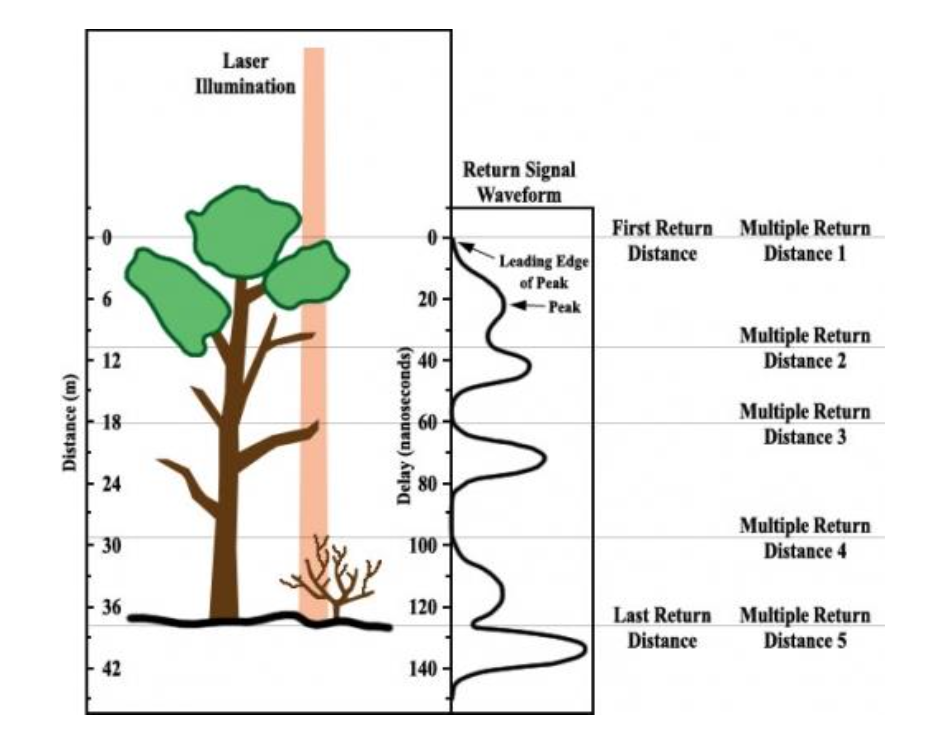 Laser
Illumination
Return Signal
Waveform
First Return
Distance
Multiple Return
Distance 1
0
6
12
18
24
30
36
42
Distance (m)
0
20
40
60
80
100
120
140
Delay (nanoseconds)
Leading Edge
of Peak
Peak
Multiple Return
Distance 2
Multiple Return
Distance 3
Multiple Return
Distance 4
Last Return
Distance
Multiple Return
Distance 5